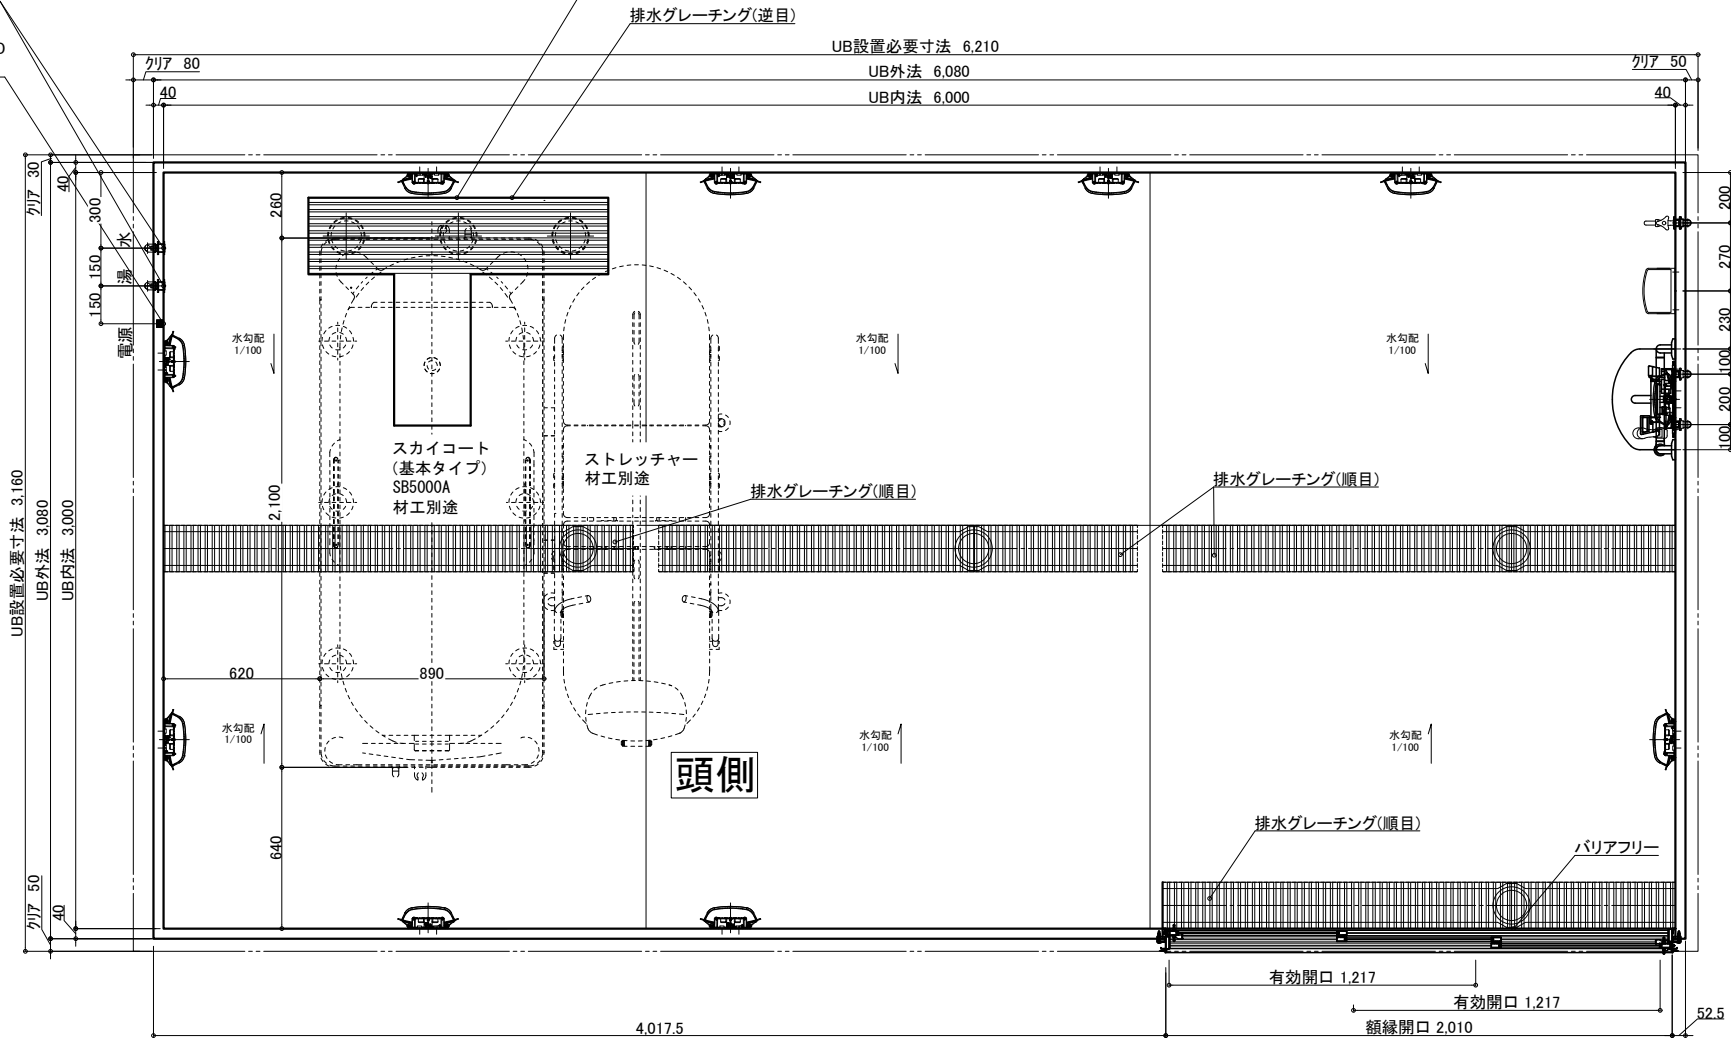 排水グレーチング(逆目)
UB設置必要寸法 6,210
クリア 80
UB外法 6,080
クリア 50
40
UB内法 6,000
40
クリア 30
40
300
水
150
湯
150
電源
260
200
270
230
100
200
100
水勾配
1/100
水勾配
1/100
水勾配
1/100
スカイコート
(基本タイプ)
SB5000A
材工別途
ストレッチャー
材工別途
排水グレーチング(順目)
排水グレーチング(順目)
2,100
UB設置必要寸法 3,160
UB外法 3,080
UB内法 3,000
620
890
水勾配
1/100
水勾配
1/100
水勾配
1/100
頭側
640
排水グレーチング(順目)
バリアフリー
クリア 50
40
有効開口 1,217
有効開口 1,217
4,017.5
額縁開口 2,010
52.5